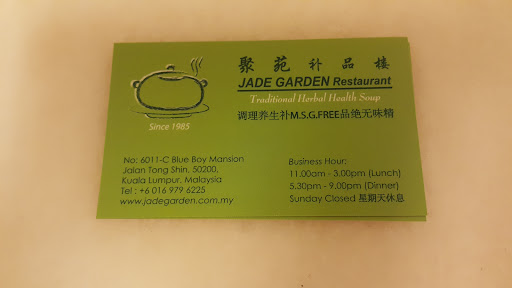 聚苑补品楼
JADE GARDEN Restaurant
Traditional Herbal Health Soup
调理养生补M.S.G.FREE品绝无味精
Since 1985
No: 6011-C Blue Boy Mansion
Jalan Tong Shin, 50200,
Kuala Lumpur, Malaysia
Tel : +6 016 979 6225
www.jadegarden.com.my
Business Hour:
11.00am - 3.00pm (Lunch)
5.30pm - 9.00pm (Dinner)
Sunday Closed 星期天休息